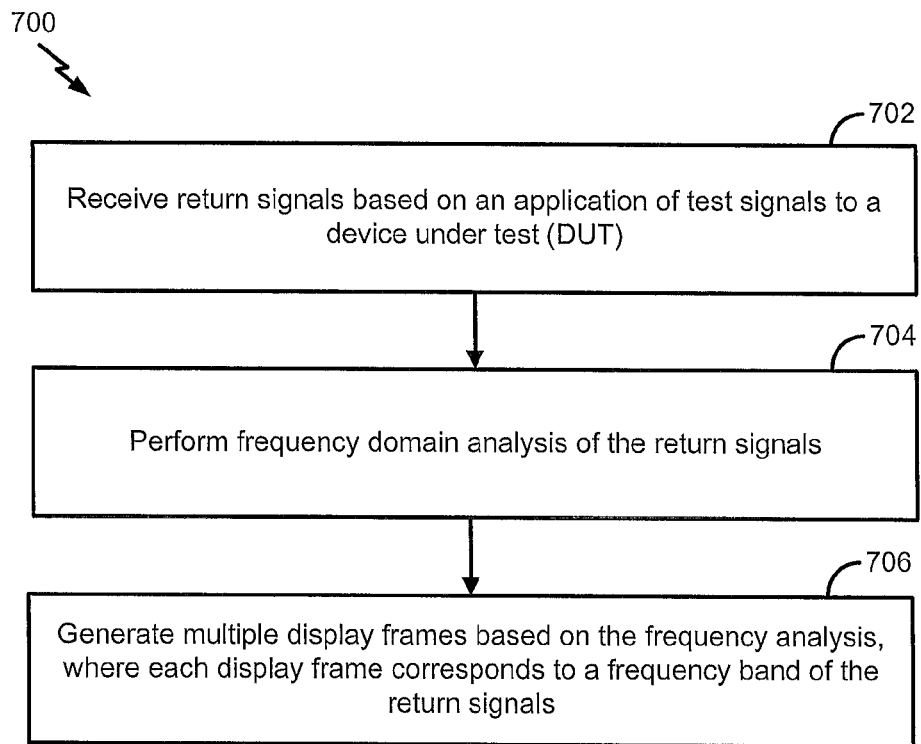 700
702
Receive return signals based on an application of test signals to a
device under test (DUT)
704
Perform frequency domain analysis of the return signals
706
Generate multiple display frames based on the frequency analysis,
where each display frame corresponds to a frequency band of the
return signals